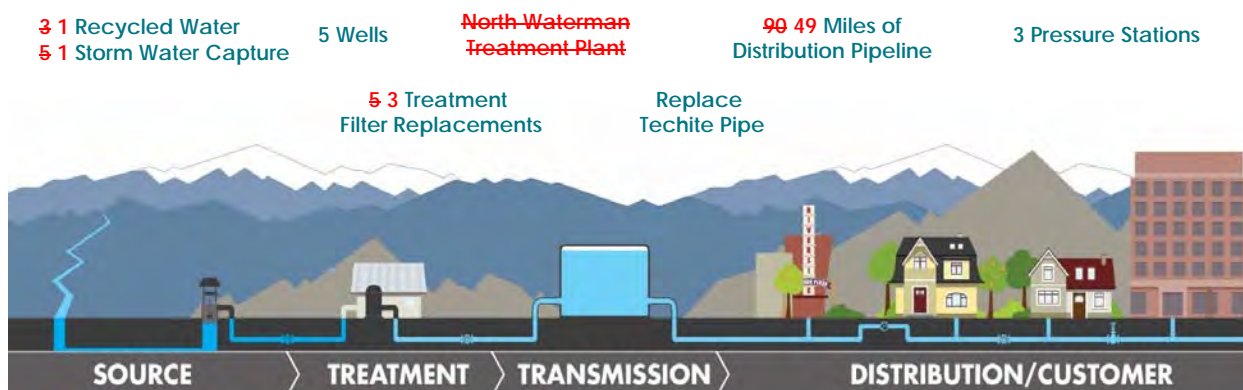 3 1 Recycled Water
5 1 Storm Water Capture
5 Wells
North Waterman
Treatment Plant
90 49 Miles of
Distribution Pipeline
3 Pressure Stations
5 3 Treatment
Filter Replacements
Replace
Techite Pipe
RIVERSIDE
SOURCE
TREATMENT
TRANSMISSION
DISTRIBUTION/CUSTOMER